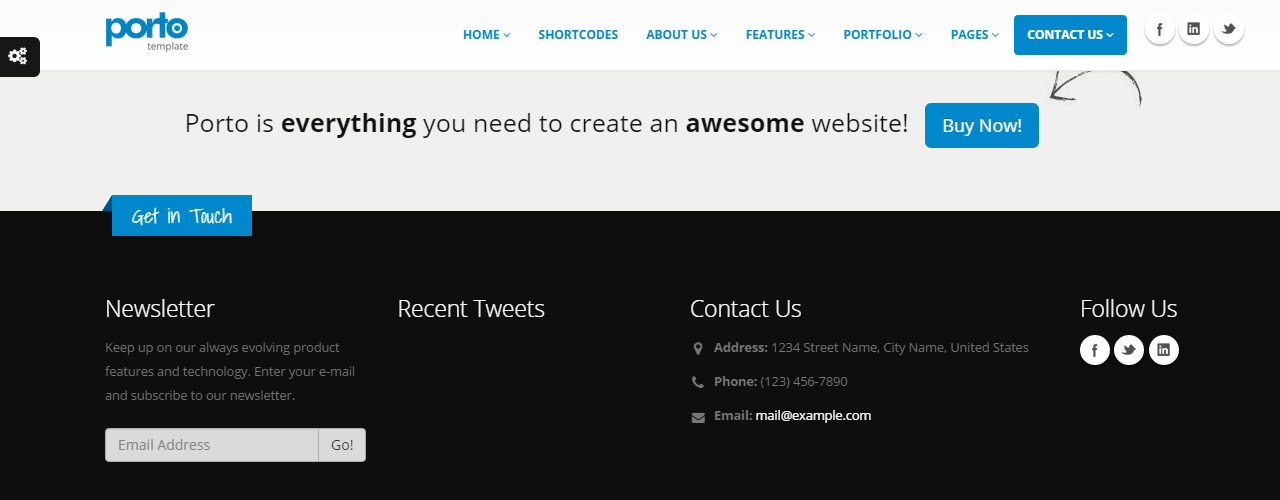 porto
template
HOME
SHORTCODES
ABOUT US
FEATURES
PORTFOLIO
PAGES
CONTACT US
Porto is everything you need to create an awesome website!
Buy Now!
Get in Touch
Newsletter
Keep up on our always evolving product
features and technology. Enter your e-mail
and subscribe to our newsletter.
Email Address
Go!
Recent Tweets
Contact Us
Address: 1234 Street Name, City Name, United States
Phone: (123) 456-7890
Email: mail@example.com
Follow Us